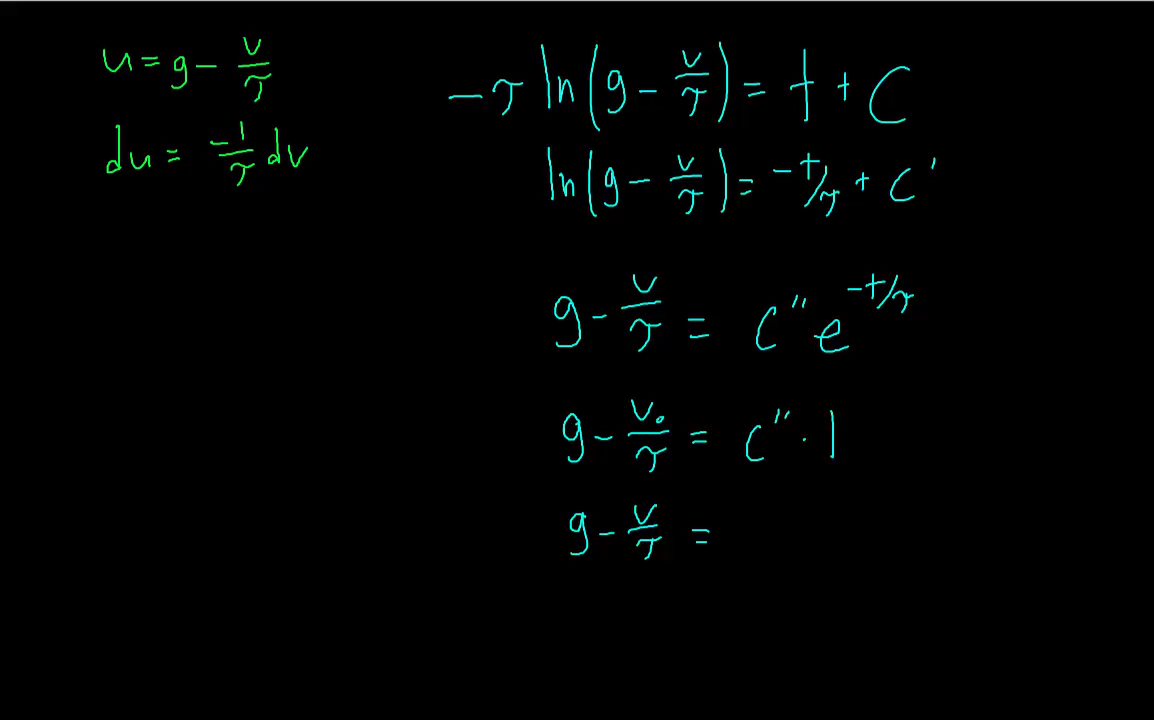 u = g - v/τ
du = -1/τ dv
-τ ln(g - v/τ) = t + C
ln(g - v/τ) = -t/τ + C'
g - v/τ = C'' e^(-t/τ)
g - v₀/τ = C'' · 1
g - v/τ =